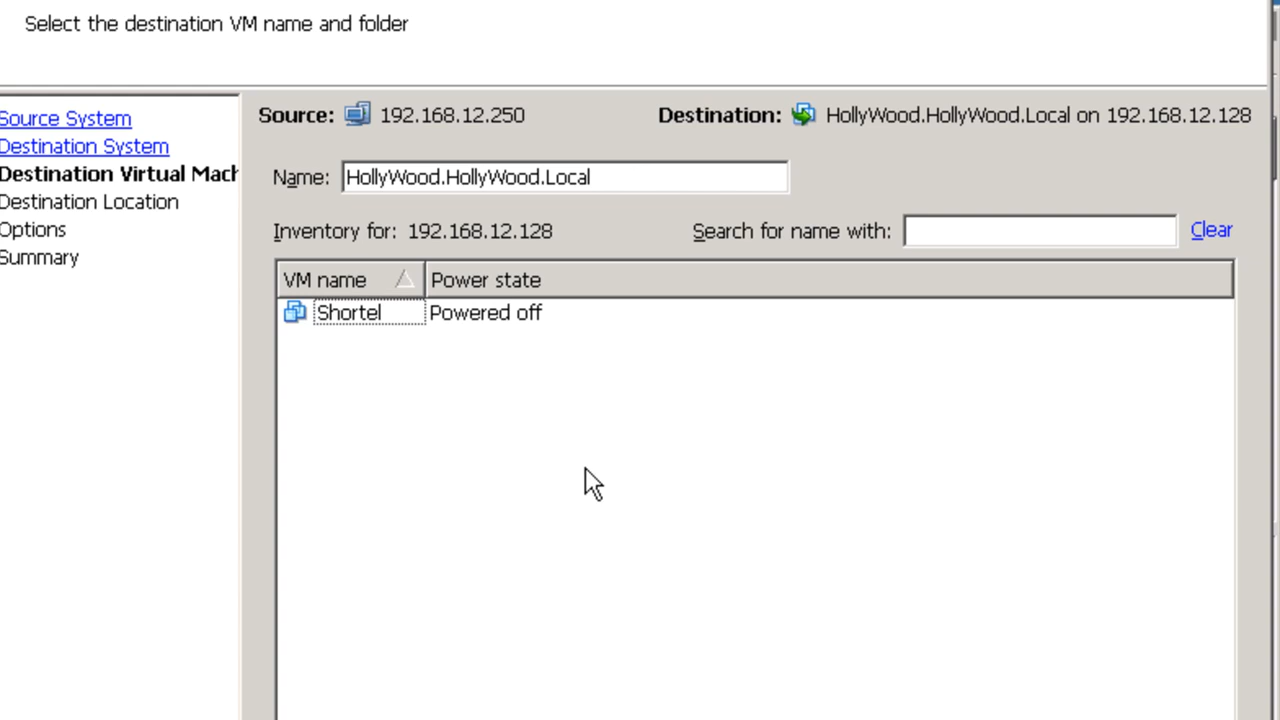 Select the destination VM name and folder
Source System
Destination System
Destination Virtual Mach
Destination Location
Options
Summary
Source: 192.168.12.250 Destination: HollyWood.HollyWood.Local on 192.168.12.128
Name: HollyWood.HollyWood.Local
Inventory for: 192.168.12.128 Search for name with: Clear
VM name Power state
Shortel Powered off